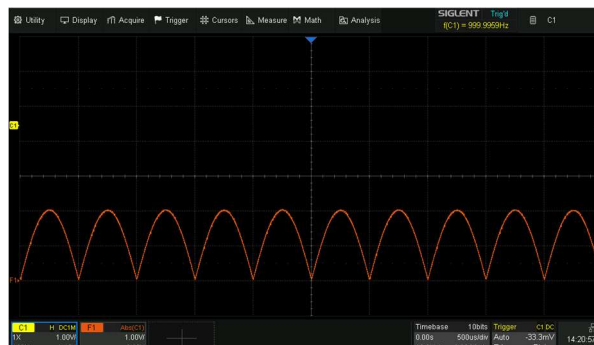 Utility Display Acquire Trigger Cursors Measure Math Analysis
SIGLENT Trig'd
f(C1) = 999.9959Hz
C1
C1
F1
C1 H DC1M
1X 1.00V/
F1 Abs(C1)
1.00V/
Timebase 10bits
0.00s 500us/div
Trigger C1 DC
Auto -33.3mV
14:20:5